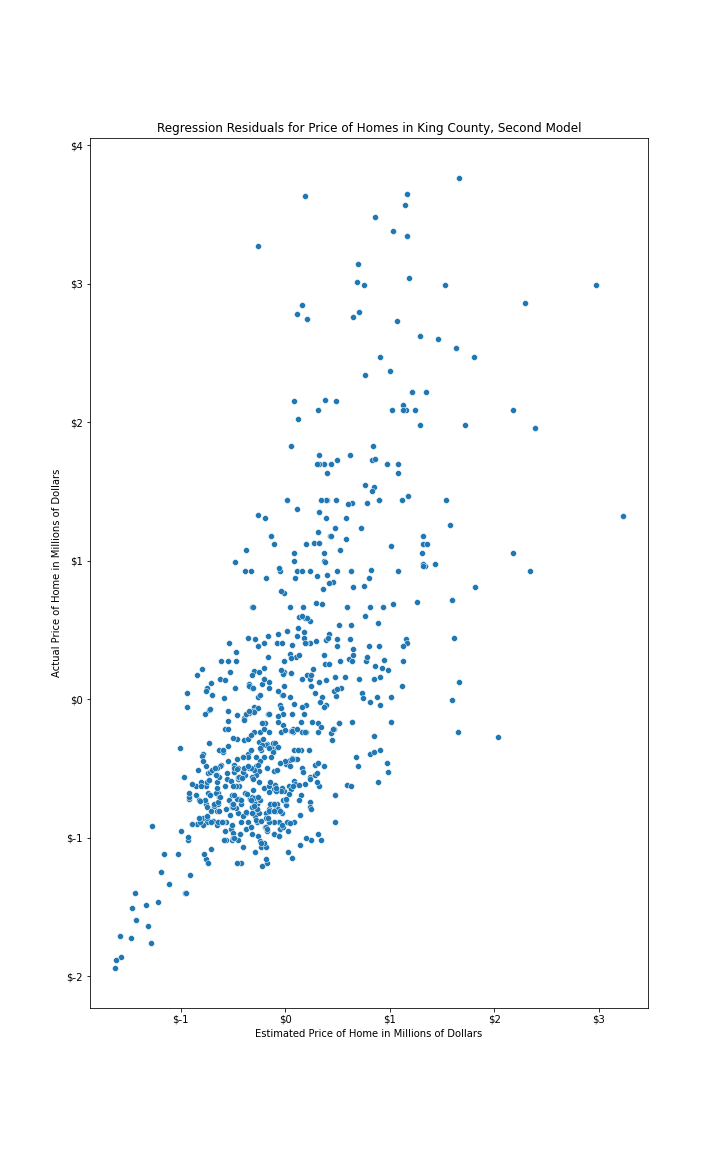 Regression Residuals for Price of Homes in King County, Second Model
$4
$3
$2
$1
$0
$-1
$-2
Actual Price of Home in Millions of Dollars
$-1 $0 $1 $2 $3
Estimated Price of Home in Millions of Dollars